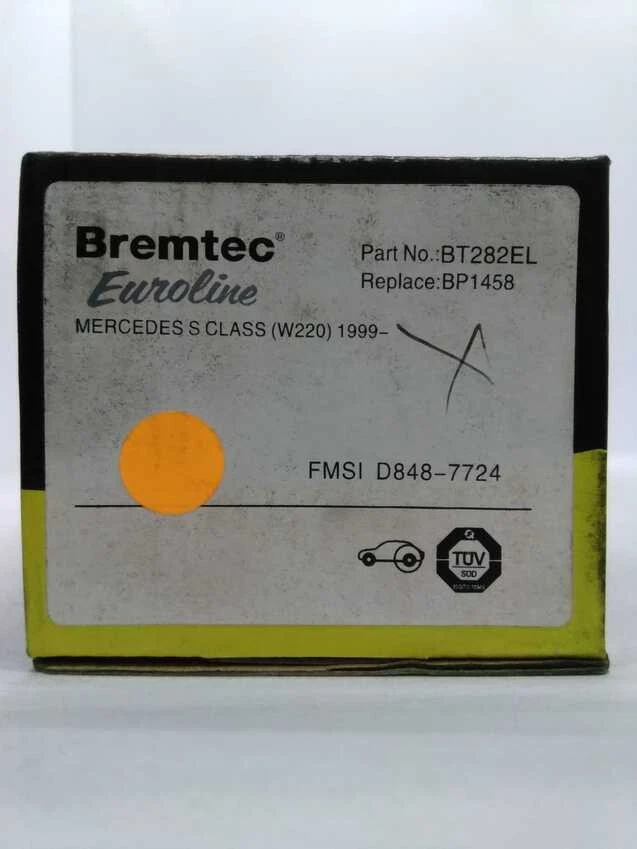 Bremtec®
Euroline
Part No.:BT282EL
Replace:BP1458
MERCEDES S CLASS (W220) 1999-
FMSI D848-7724
TÜV
SÜD